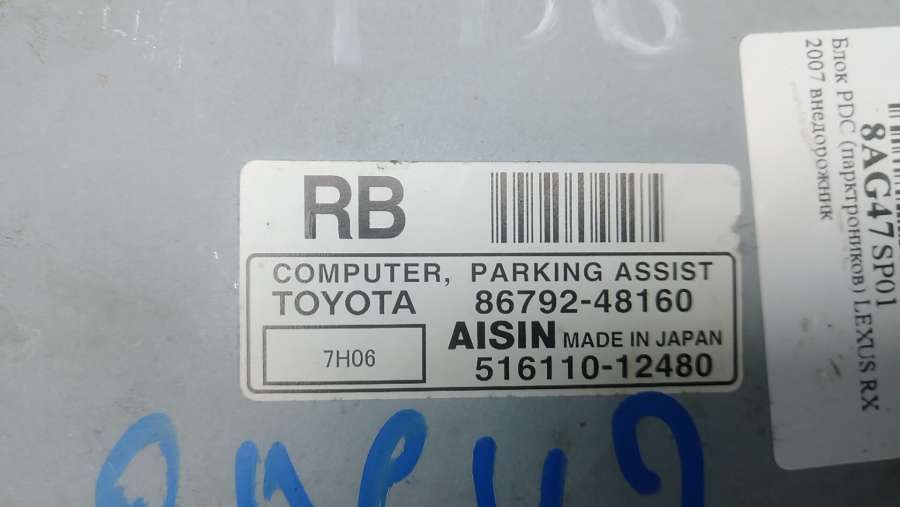 RB
COMPUTER, PARKING ASSIST
TOYOTA 86792-48160
7H06
AISIN MADE IN JAPAN
516110-12480
8AG47SP01
Блок PDC (парктроников) LEXUS RX
2007 внедорожник